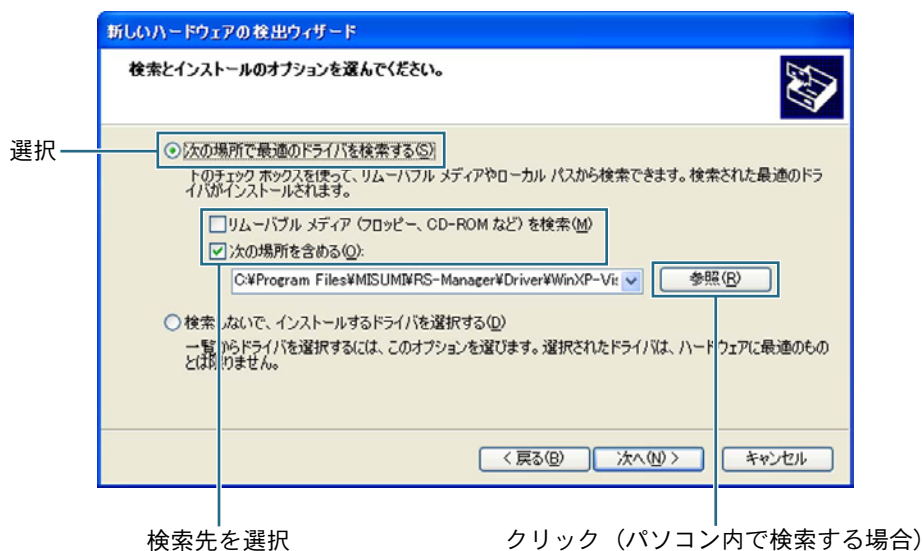 新しいハードウェアの検出ウィザード
検索とインストールのオプションを選んでください。
選択
次の場所で最適のドライバを検索する(S)
下のチェック ボックスを使って、リムーバブル メディアやローカル パスから検索できます。検索された最適のドラ
イバがインストールされます。
リムーバブル メディア (フロッピー、CD-ROM など) を検索(M)
次の場所を含める(O):
C:¥Program Files¥MISUMI¥RS-Manager¥Driver¥WinXP-Vis
参照(R)
検索しないで、インストールするドライバを選択する(D)
一覧からドライバを選択するには、このオプションを選びます。選択されたドライバは、ハードウェアに最適のもの
とは限りません。
< 戻る(B)
次へ(N) >
キャンセル
検索先を選択
クリック（パソコン内で検索する場合）